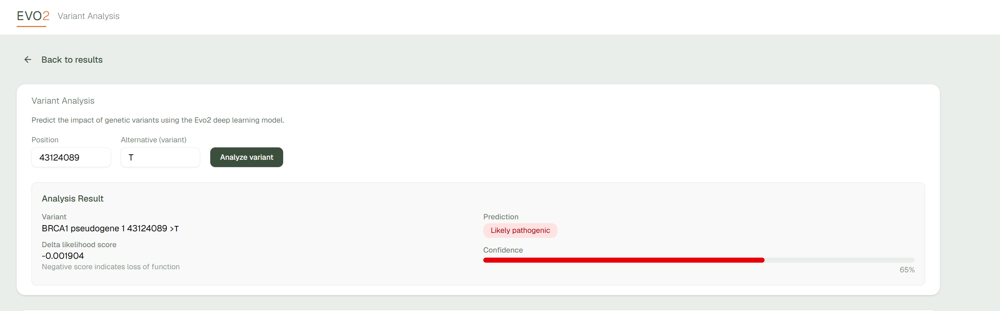 EVO2 Variant Analysis
← Back to results
Variant Analysis
Predict the impact of genetic variants using the Evo2 deep learning model.
Position
43124089
Alternative (variant)
T
Analyze variant
Analysis Result
Variant
BRCA1 pseudogene 1 43124089 >T
Delta likelihood score
-0.001904
Negative score indicates loss of function
Prediction
Likely pathogenic
Confidence
65%